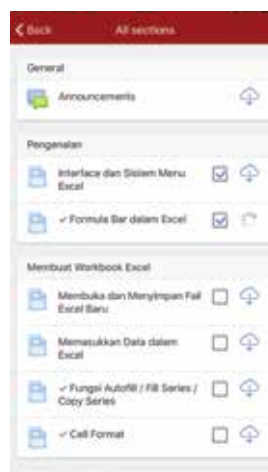 Back All sections
General
Announcements
Pengenalan
Interface dan Sistem Menu
Excel
✓ Formula Bar dalam Excel
Membuat Workbook Excel
Membuka dan Menyimpan Fail
Excel Baru
Memasukkan Data dalam
Excel
✓ Fungsi Autofill / Fill Series /
Copy Series
✓ Cell Format